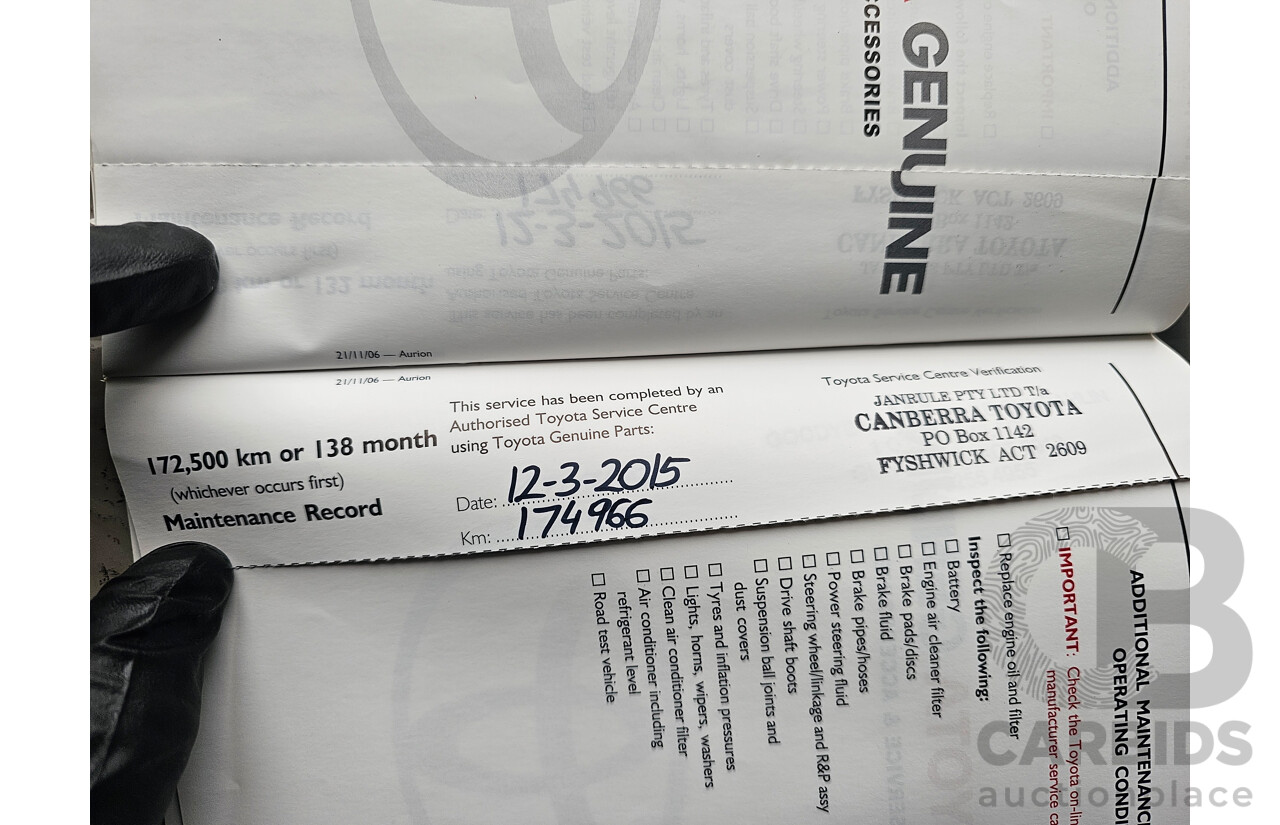 GENUINE
CCESSORIES
21/11/06 — Aurion
21/11/06 — Aurion
172,500 km or 138 month
(whichever occurs first)
Maintenance Record
This service has been completed by an
Authorised Toyota Service Centre
using Toyota Genuine Parts:
Date: 12-3-2015
Km: 174966
Toyota Service Centre Verification
JANRULE PTY LTD T/a
CANBERRA TOYOTA
PO Box 1142
FYSHWICK ACT 2609
ADDITIONAL MAINTENANC
OPERATING CONDI
☐ IMPORTANT: Check the Toyota on-lin
manufacturer service ca
☐ Replace engine oil and filter
Inspect the following:
☐ Battery
☐ Engine air cleaner filter
☐ Brake pads/discs
☐ Brake fluid
☐ Brake pipes/hoses
☐ Power steering fluid
☐ Steering wheel/linkage and R&P assy
☐ Drive shaft boots
☐ Suspension ball joints and
dust covers
☐ Tyres and inflation pressures
☐ Lights, horns, wipers, washers
☐ Clean air conditioner filter
☐ Air conditioner including
refrigerant level
☐ Road test vehicle
CARBIDS
auction place